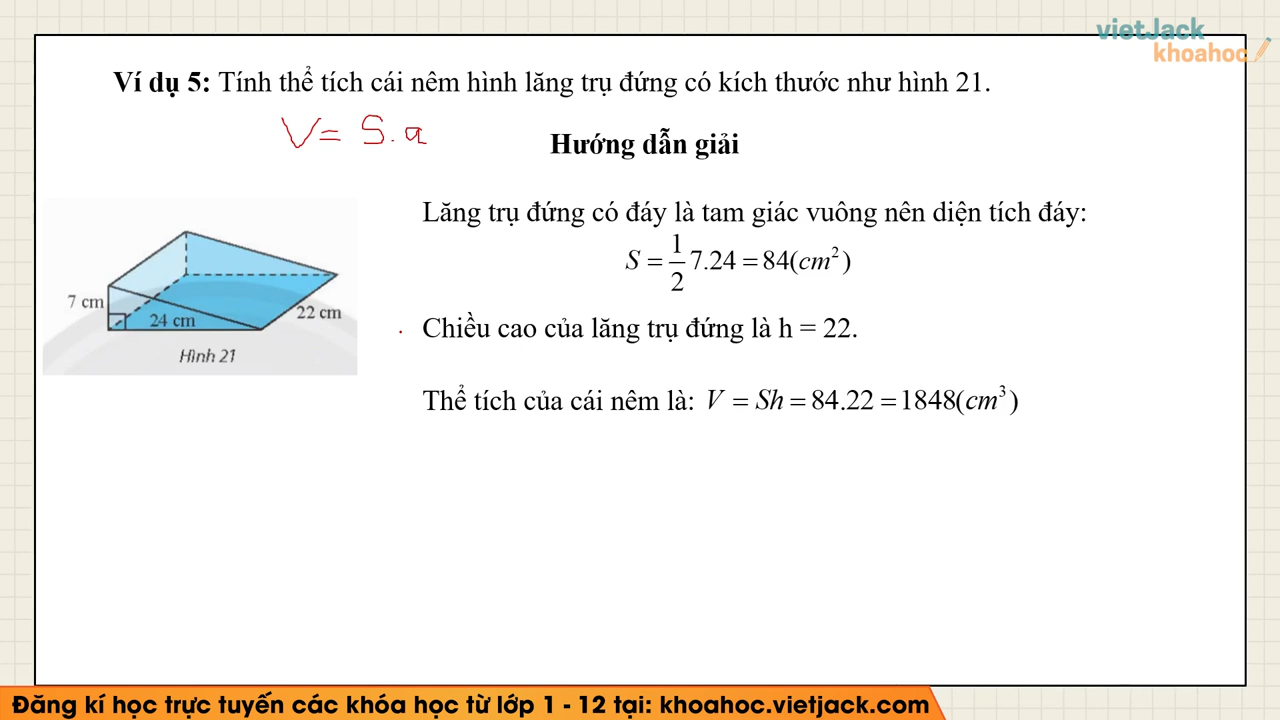 vietJack
khoahoc
Ví dụ 5: Tính thể tích cái nêm hình lăng trụ đứng có kích thước như hình 21.
V = S.a
Hướng dẫn giải
Lăng trụ đứng có đáy là tam giác vuông nên diện tích đáy:
S = 1/2 7.24 = 84(cm²)
7 cm
24 cm
22 cm
Hình 21
Chiều cao của lăng trụ đứng là h = 22.
Thể tích của cái nêm là: V = Sh = 84.22 = 1848(cm³)
Đăng kí học trực tuyến các khóa học từ lớp 1 - 12 tại: khoahoc.vietjack.com